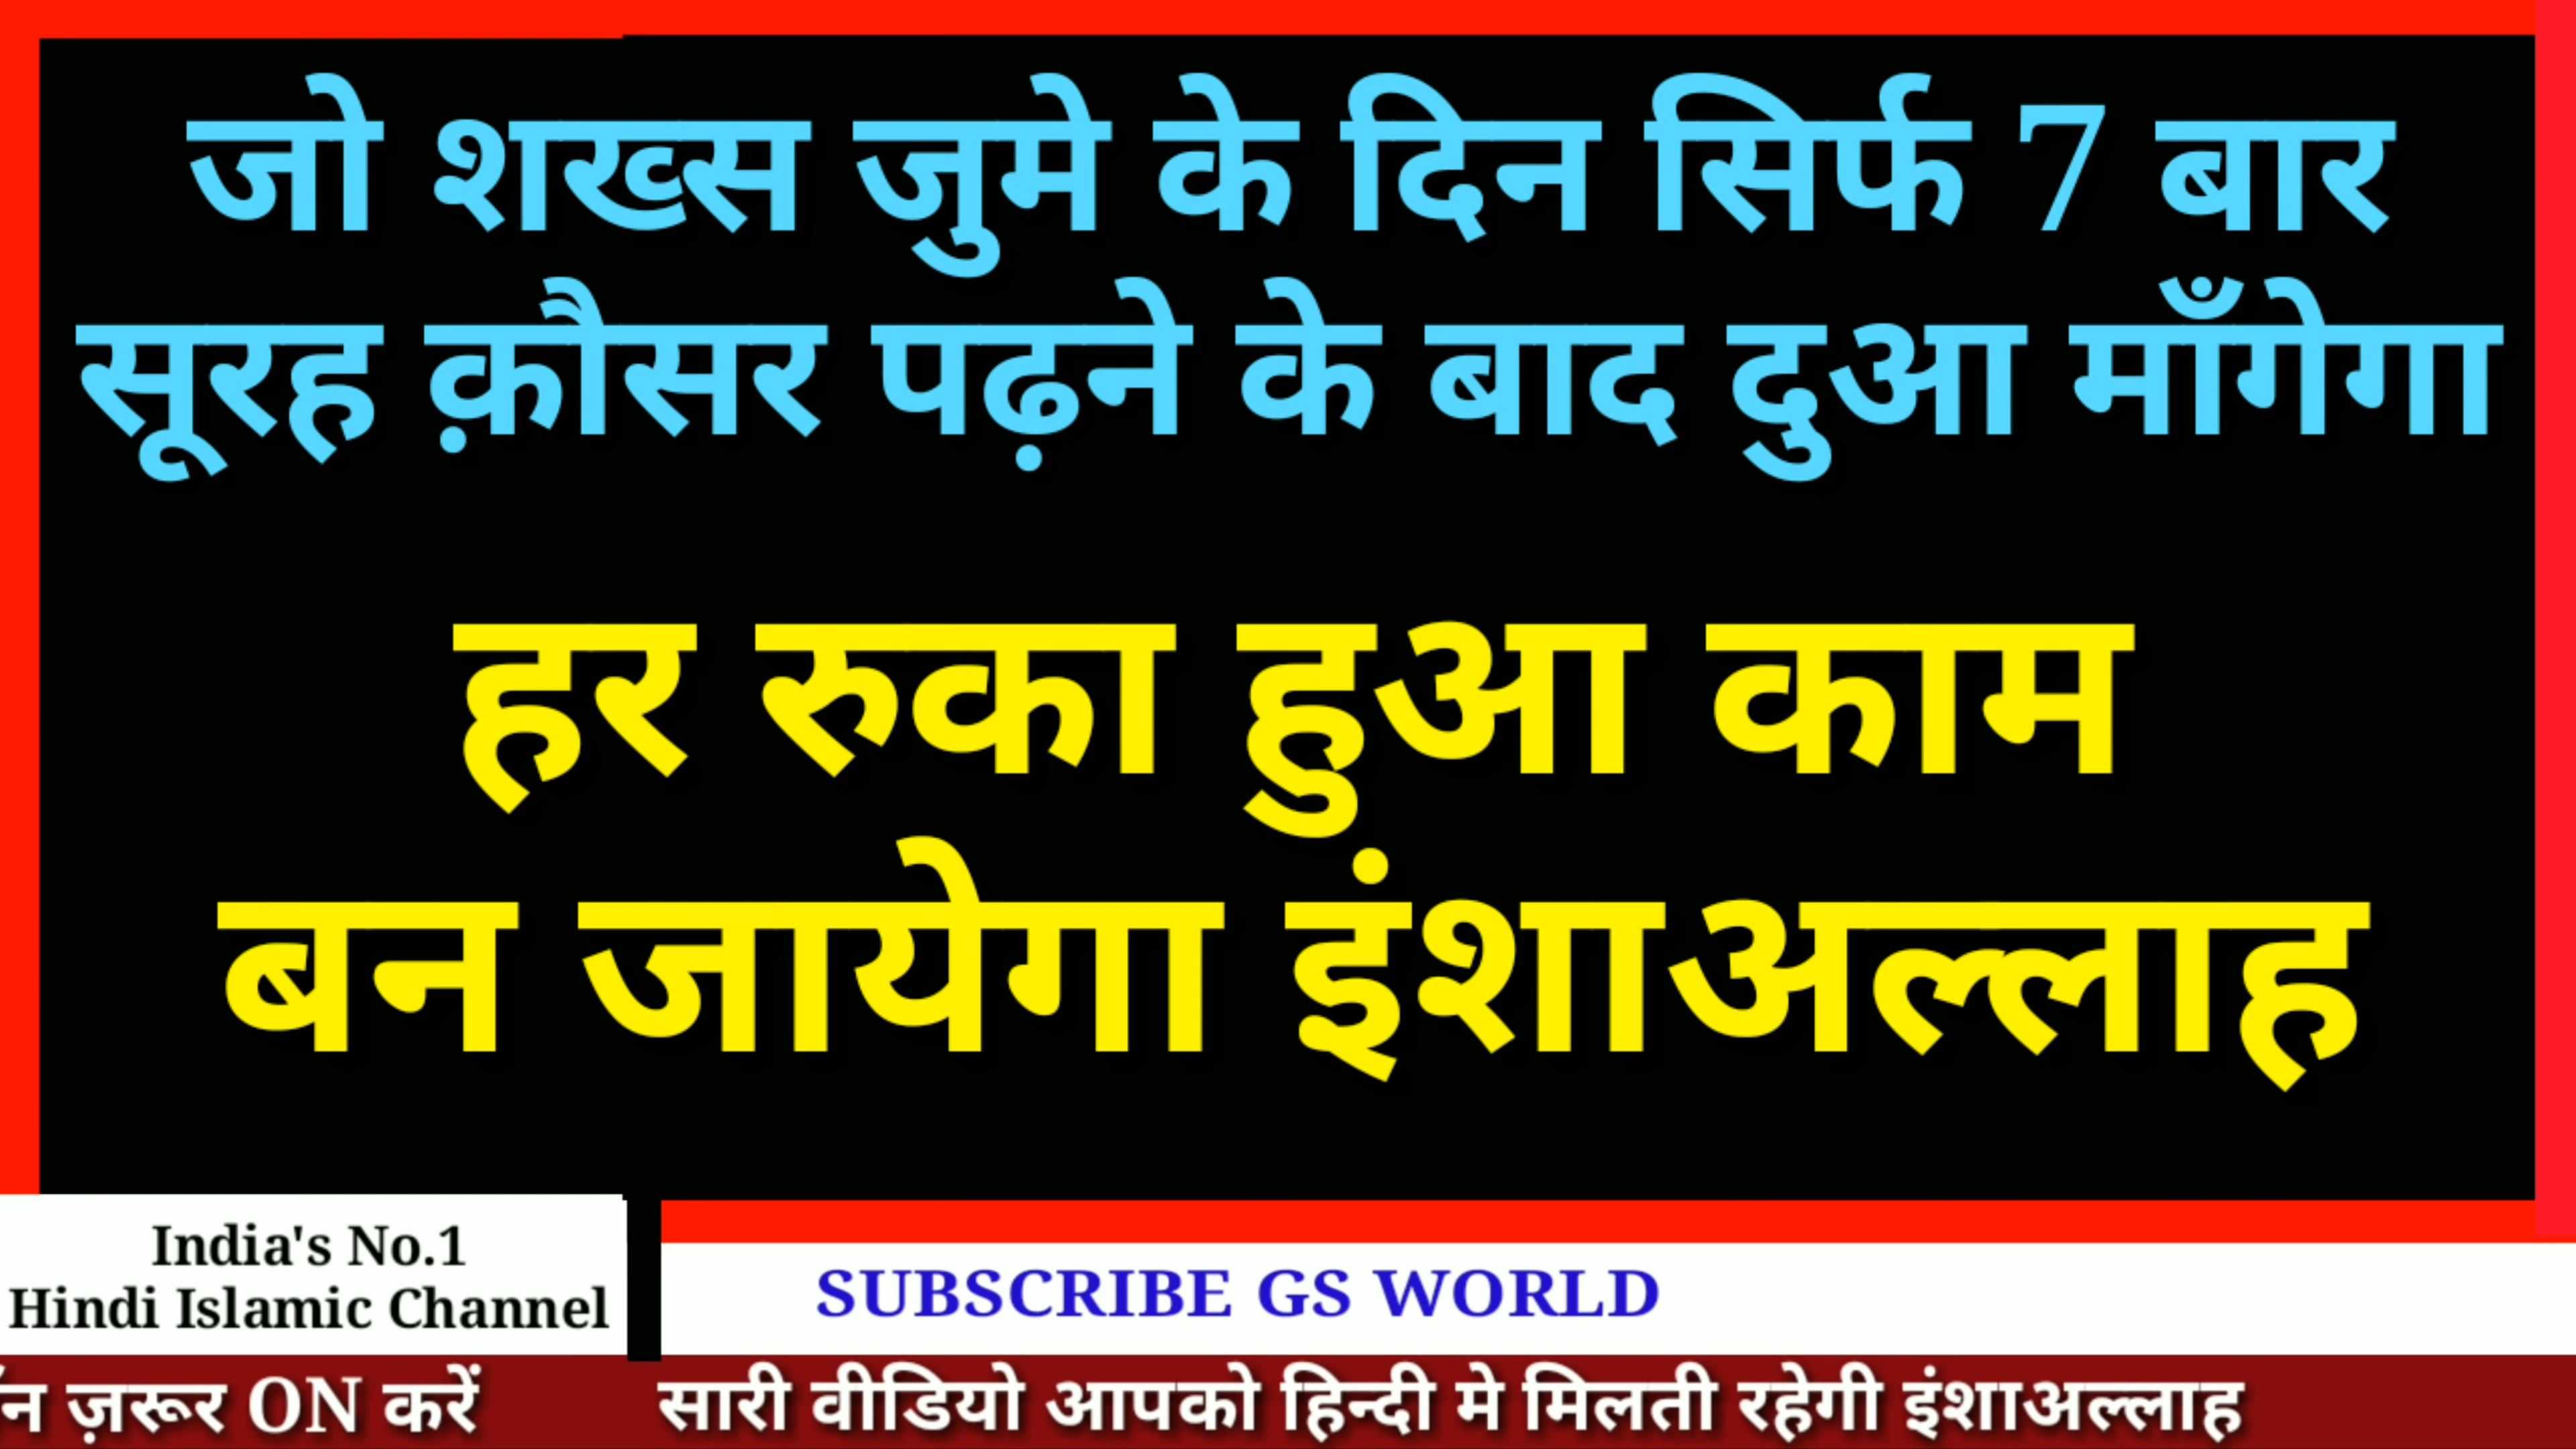 जो शख्स जुमे के दिन सिर्फ 7 बार
सूरह क़ौसर पढ़ने के बाद दुआ माँगेगा
हर रुका हुआ काम
बन जायेगा इंशाअल्लाह
India's No.1
Hindi Islamic Channel
SUBSCRIBE GS WORLD
ज़रूर ON करें सारी वीडियो आपको हिन्दी मे मिलती रहेगी इंशाअल्लाह